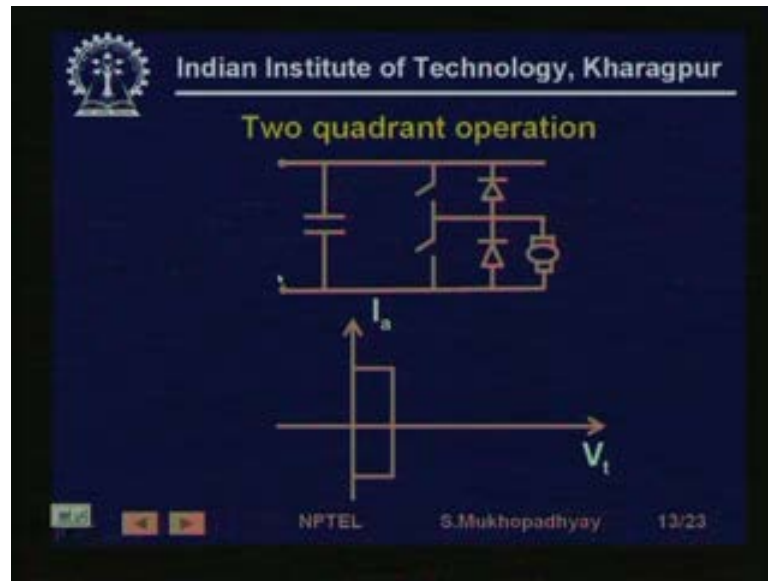 Indian Institute of Technology, Kharagpur
Two quadrant operation
Ia
Vt
NPTEL S.Mukhopadhyay 13/23